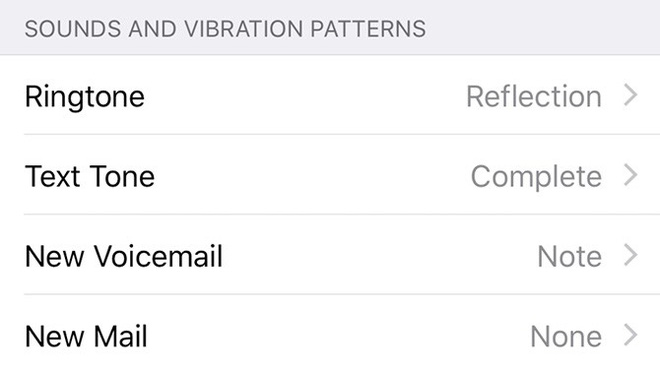 SOUNDS AND VIBRATION PATTERNS
Ringtone Reflection
Text Tone Complete
New Voicemail Note
New Mail None